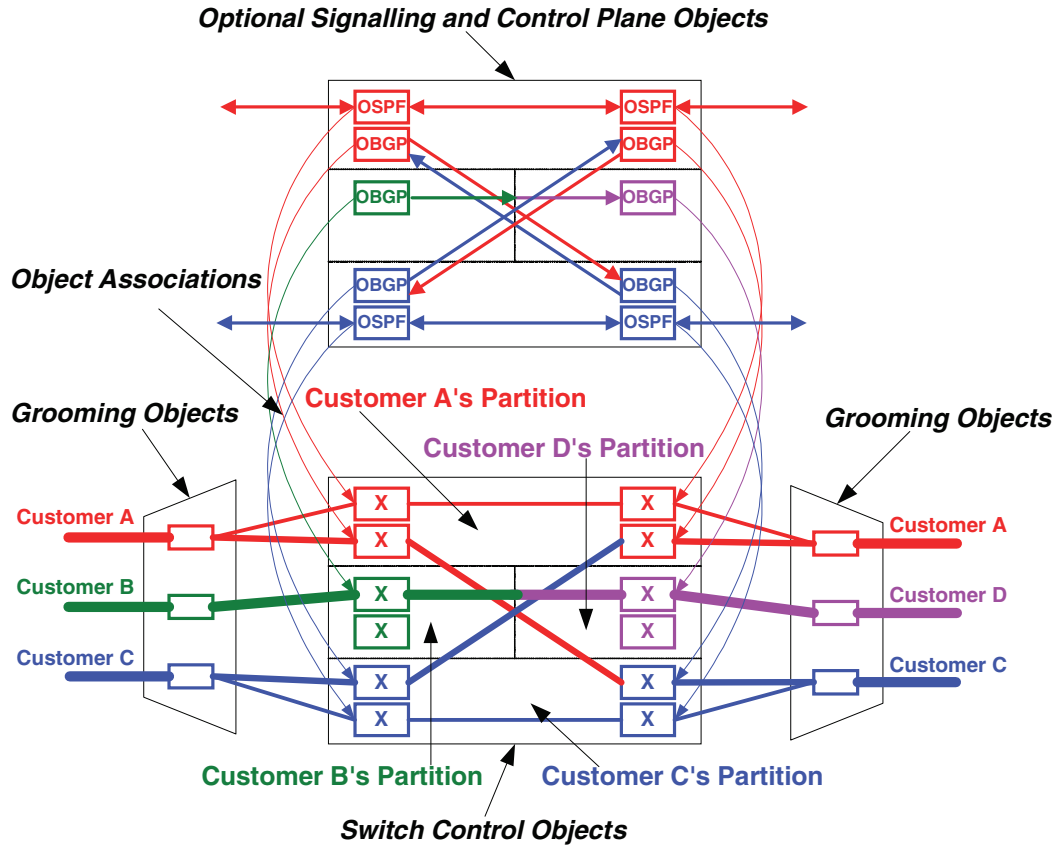 Optional Signalling and Control Plane Objects
OSPF OSPF
OBGP OBGP
OBGP OBGP
OBGP OBGP
OSPF OSPF
Object Associations
Customer A's Partition
Grooming Objects
Grooming Objects
Customer D's Partition
X X
Customer A
Customer A
X X
Customer B
X X
Customer D
X X
Customer C
Customer C
X X
X X
Customer B's Partition
Customer C's Partition
Switch Control Objects